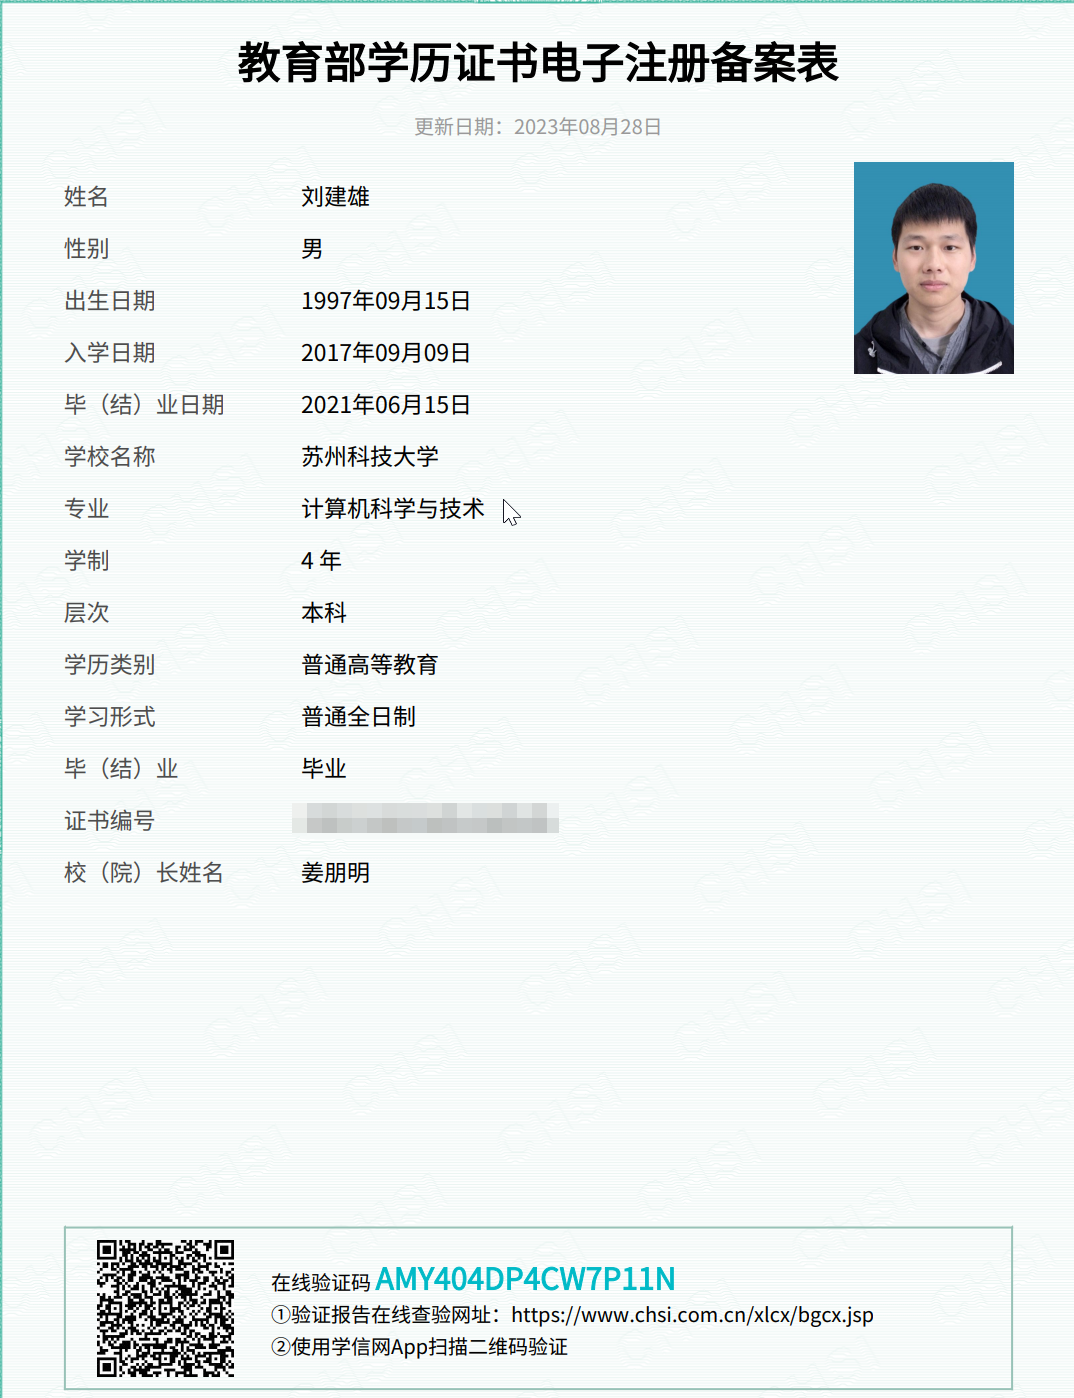 教育部学历证书电子注册备案表
更新日期：2023年08月28日
姓名 刘建雄
性别 男
出生日期 1997年09月15日
入学日期 2017年09月09日
毕（结）业日期 2021年06月15日
学校名称 苏州科技大学
专业 计算机科学与技术
学制 4 年
层次 本科
学历类别 普通高等教育
学习形式 普通全日制
毕（结）业 毕业
证书编号
校（院）长姓名 姜朋明
在线验证码 AMY404DP4CW7P11N
①验证报告在线查验网址：https://www.chsi.com.cn/xlcx/bgcx.jsp
②使用学信网App扫描二维码验证